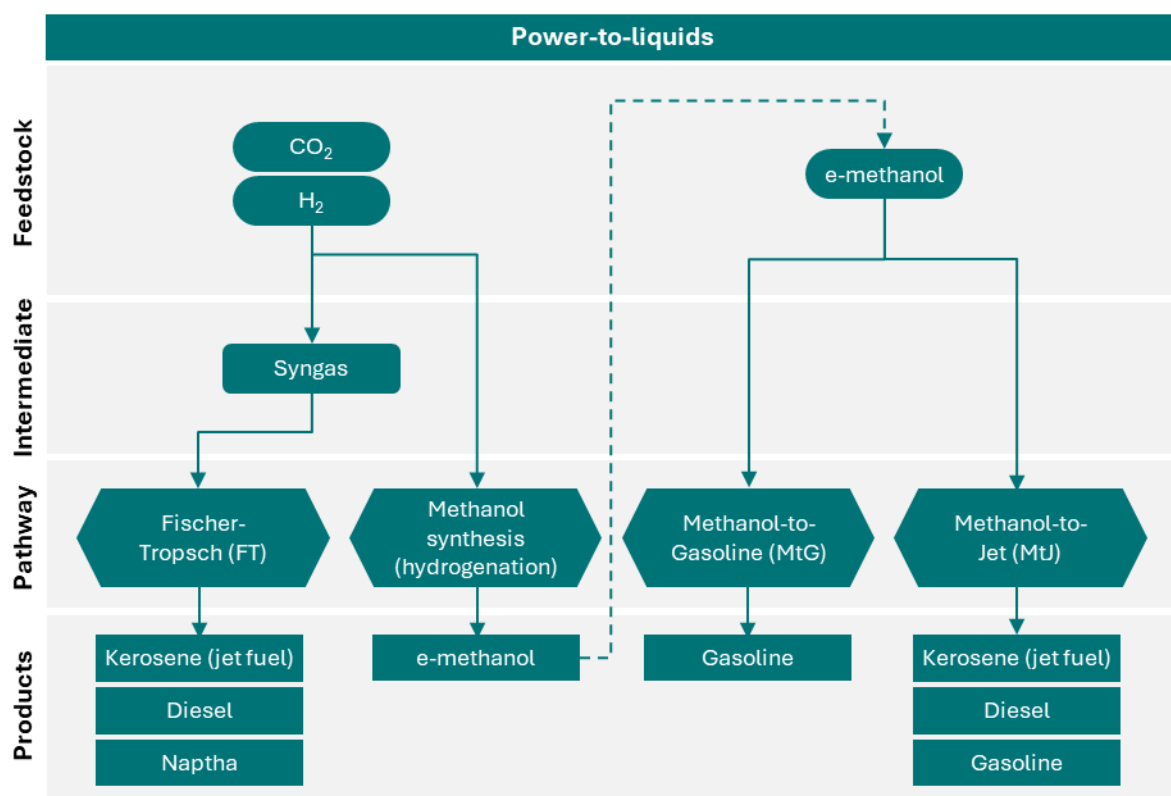 Power-to-liquids
Feedstock
CO₂
H₂
e-methanol
Intermediate
Syngas
Pathway
Fischer-
Tropsch (FT)
Methanol
synthesis
(hydrogenation)
Methanol-to-
Gasoline (MtG)
Methanol-to-
Jet (MtJ)
Products
Kerosene (jet fuel)
Diesel
Naptha
e-methanol
Gasoline
Kerosene (jet fuel)
Diesel
Gasoline